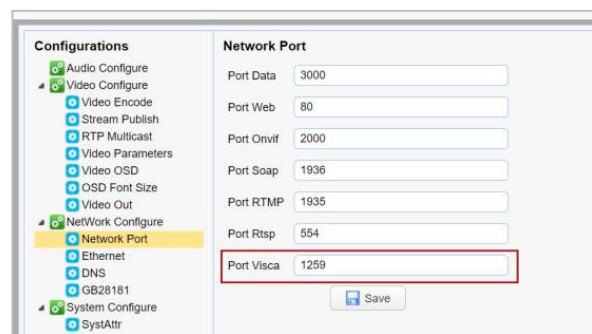 Configurations
Audio Configure
Video Configure
Video Encode
Stream Publish
RTP Multicast
Video Parameters
Video OSD
OSD Font Size
Video Out
NetWork Configure
Network Port
Ethernet
DNS
GB28181
System Configure
SystAttr
Network Port
Port Data 3000
Port Web 80
Port Onvif 2000
Port Soap 1936
Port RTMP 1935
Port Rtsp 554
Port Visca 1259
Save